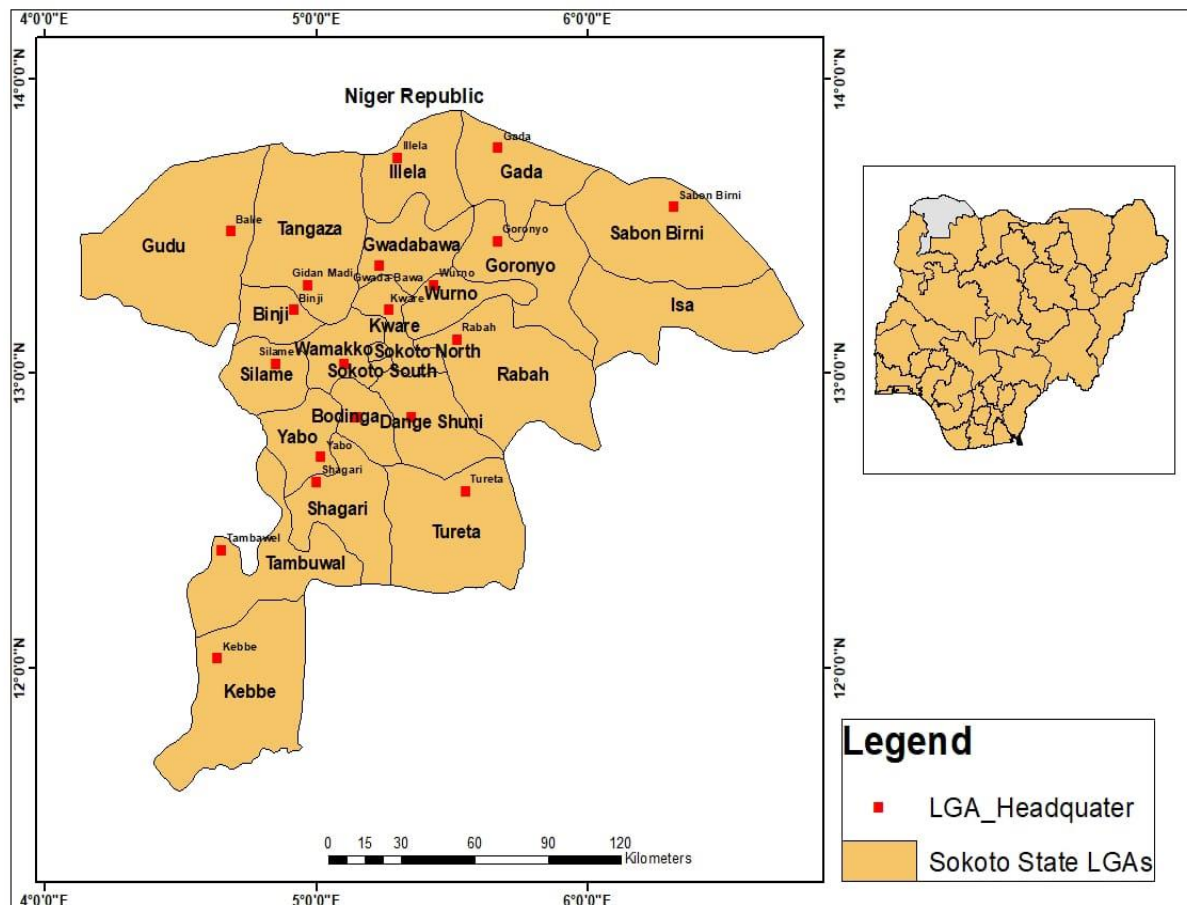 4°0'0"E 5°0'0"E 6°0'0"E
14°0'0"N
14°0'0"N
Niger Republic
Gada
Illela
Illela
Gada
Sabon Birni
Balle
Goronyo
Tangaza
Sabon Birni
Gudu
Gwadabawa
Goronyo
Gidan Madi
Gwada Bawa
Wurno
Wurno
Binji
Binji
Kware
Isa
Kware
Rabah
Wamakko
Sokoto North
Silame
13°0'0"N
13°0'0"N
Silame
Sokoto South
Rabah
Bodinga
Dange Shuni
Yabo
Yabo
Shagari
Tureta
Shagari
Tureta
Tambawel
Tambuwal
Kebbe
12°0'0"N
12°0'0"N
Kebbe
Legend
LGA_Headquater
Sokoto State LGAs
0 15 30 60 90 120
Kilometers
4°0'0"E 5°0'0"E 6°0'0"E